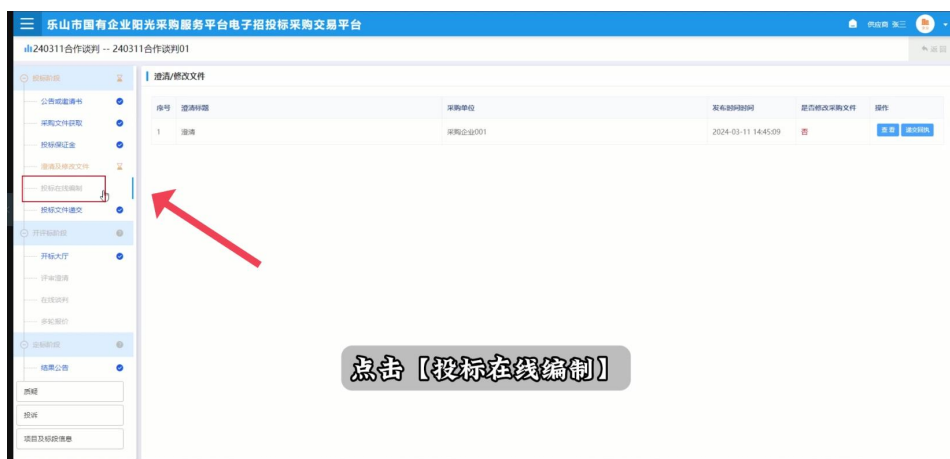 乐山市国有企业阳光采购服务平台电子招投标采购交易平台
供应商 张三
240311合作谈判 -- 240311合作谈判01
返回
投标阶段
澄清/修改文件
公告或邀请书
采购文件获取
投标保证金
澄清及修改文件
投标在线编制
投标文件递交
开评标阶段
开标大厅
评审澄清
在线谈判
多轮报价
定标阶段
结果公告
质疑
投诉
项目及标段信息
序号 澄清标题 采购单位 发布时间时间 是否修改采购文件 操作
1 澄清 采购企业001 2024-03-11 14:45:09 否 查看 递交回执
点击【投标在线编制】